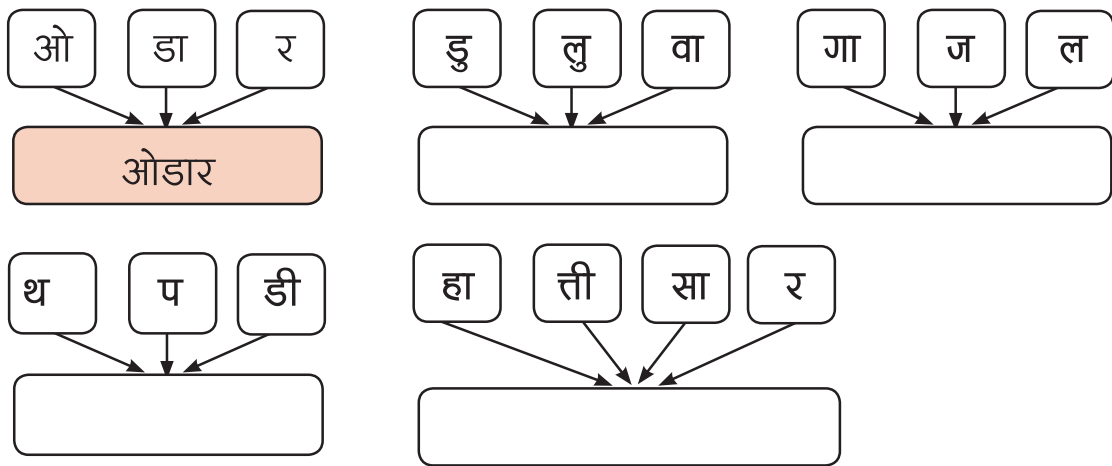 ओ डा र
ओडार
डु लु वा
गा ज ल
थ प डी
हा त्ती सा र